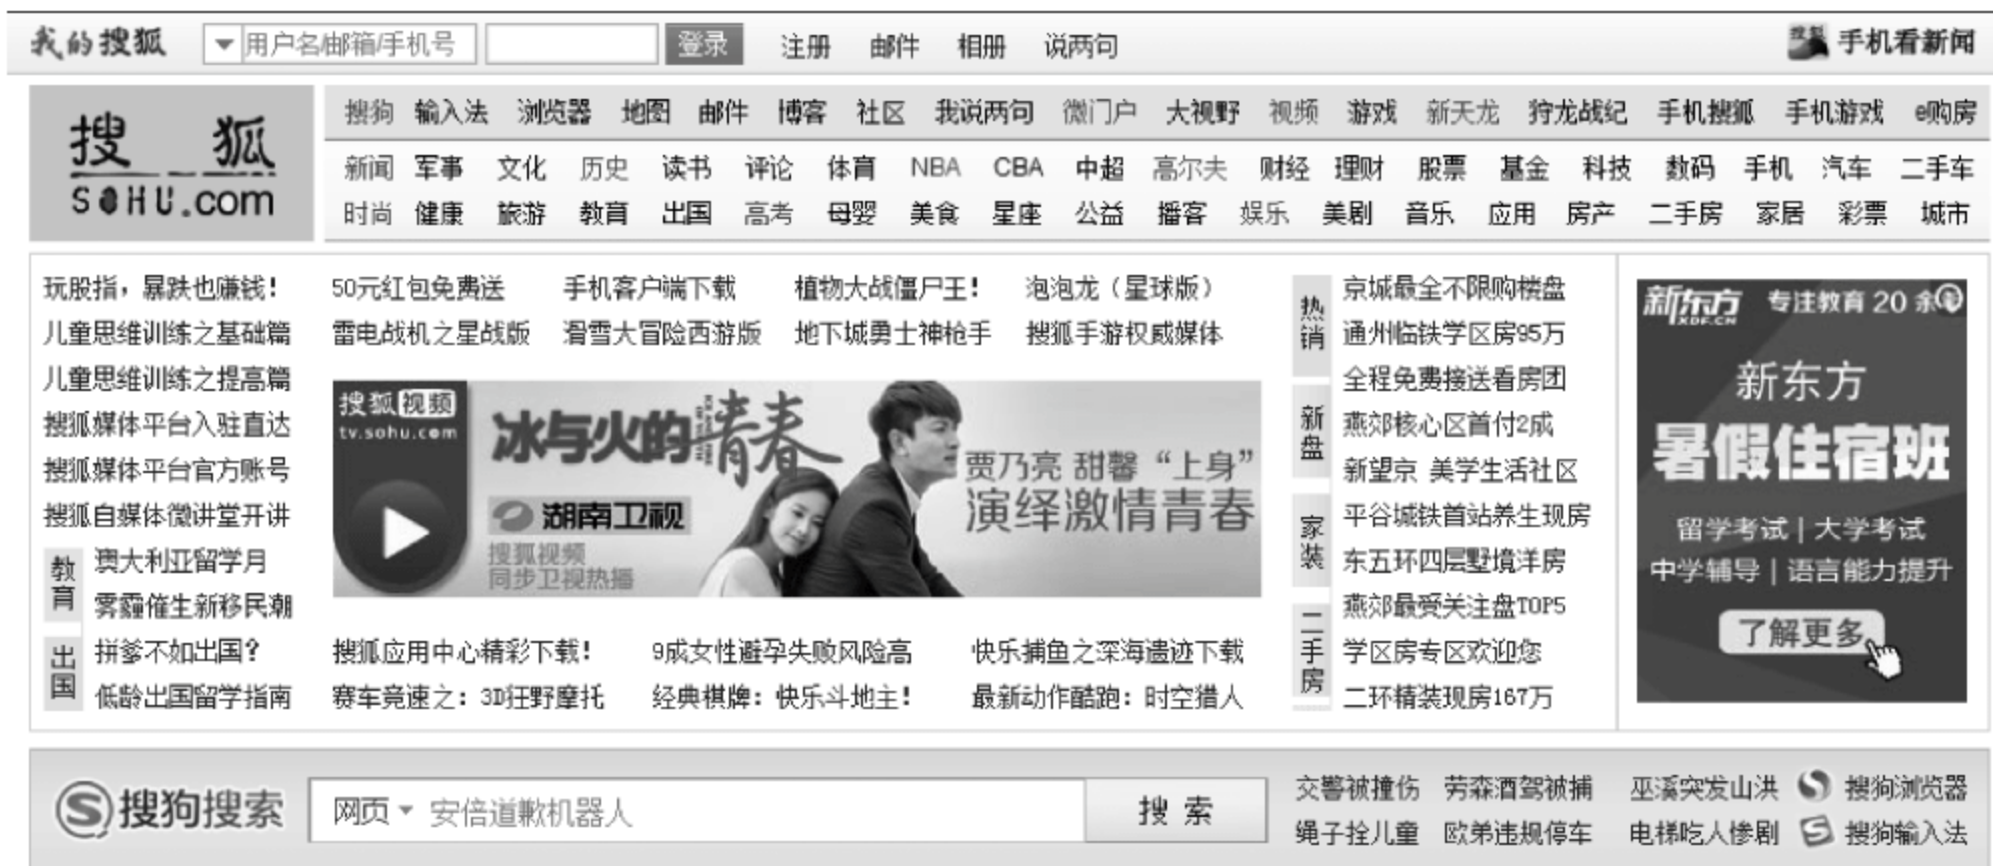 我的搜狐 用户名/邮箱/手机号 登录 注册 邮件 相册 说两句 搜狐 手机看新闻
搜狐
SOHU.com
搜狗 输入法 浏览器 地图 邮件 博客 社区 我说两句 微门户 大视野 视频 游戏 新天龙 狩龙战纪 手机搜狐 手机游戏 e购房
新闻 军事 文化 历史 读书 评论 体育 NBA CBA 中超 高尔夫 财经 理财 股票 基金 科技 数码 手机 汽车 二手车
时尚 健康 旅游 教育 出国 高考 母婴 美食 星座 公益 播客 娱乐 美剧 音乐 应用 房产 二手房 家居 彩票 城市
玩股指，暴跌也赚钱！
儿童思维训练之基础篇
儿童思维训练之提高篇
搜狐媒体平台入驻直达
搜狐媒体平台官方账号
搜狐自媒体微讲堂开讲
教育
澳大利亚留学月
雾霾催生新移民潮
出国
拼爹不如出国？
低龄出国留学指南
50元红包免费送 手机客户端下载 植物大战僵尸王！ 泡泡龙（星球版）
雷电战机之星战版 滑雪大冒险西游版 地下城勇士神枪手 搜狐手游权威媒体
搜狐视频
tv.sohu.com
冰与火的青春
湖南卫视
搜狐视频
同步卫视热播
贾乃亮 甜馨“上身”
演绎激情青春
搜狐应用中心精彩下载！ 9成女性避孕失败风险高 快乐捕鱼之深海遗迹下载
赛车竞速之：3D狂野摩托 经典棋牌：快乐斗地主！ 最新动作酷跑：时空猎人
热销
新盘
家装
二手房
京城最全不限购楼盘
通州临铁学区房95万
全程免费接送看房团
燕郊核心区首付2成
新望京 美学生活社区
平谷城铁首站养生现房
东五环四层墅境洋房
燕郊最受关注盘TOP5
学区房专区欢迎您
二环精装现房167万
新东方 XDF.CN 专注教育 20 余
新东方
暑假住宿班
留学考试 | 大学考试
中学辅导 | 语言能力提升
了解更多
搜狗搜索 网页 安倍道歉机器人 搜 索
交警被撞伤 劳森酒驾被捕 巫溪突发山洪 搜狗浏览器
绳子拴儿童 欧弟违规停车 电梯吃人惨剧 搜狗输入法